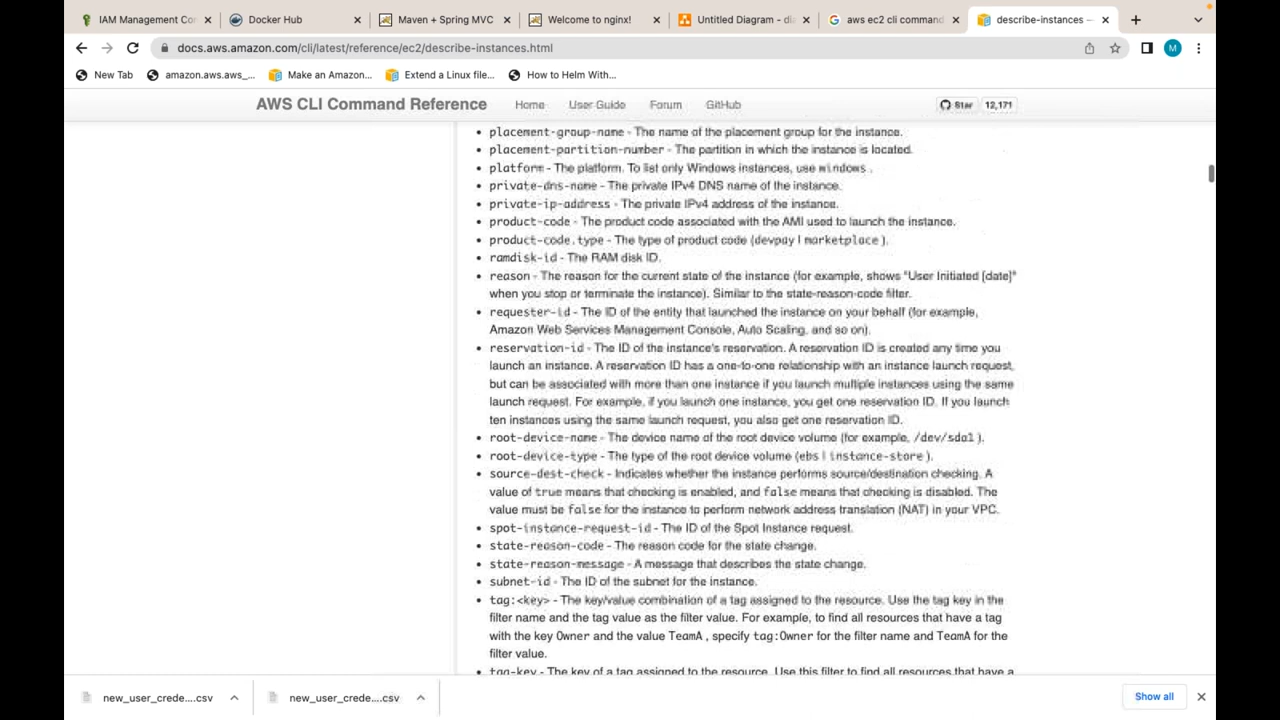 IAM Management Co
Docker Hub
Maven + Spring MVC
Welcome to nginx!
Untitled Diagram - di
aws ec2 cli command
describe-instances —
docs.aws.amazon.com/cli/latest/reference/ec2/describe-instances.html
M
New Tab
amazon.aws.aws_...
Make an Amazon...
Extend a Linux file...
How to Helm With...
AWS CLI Command Reference
Home
User Guide
Forum
GitHub
Star
12,171
placement-group-name - The name of the placement group for the instance.
placement-partition-number - The partition in which the instance is located.
platform - The platform. To list only Windows instances, use windows .
private-dns-name - The private IPv4 DNS name of the instance.
private-ip-address - The private IPv4 address of the instance.
product-code - The product code associated with the AMI used to launch the instance.
product-code.type - The type of product code (devpay | marketplace ).
ramdisk-id - The RAM disk ID.
reason - The reason for the current state of the instance (for example, shows "User Initiated [date]"
when you stop or terminate the instance). Similar to the state-reason-code filter.
requester-id - The ID of the entity that launched the instance on your behalf (for example,
Amazon Web Services Management Console, Auto Scaling, and so on).
reservation-id - The ID of the instance's reservation. A reservation ID is created any time you
launch an instance. A reservation ID has a one-to-one relationship with an instance launch request,
but can be associated with more than one instance if you launch multiple instances using the same
launch request. For example, if you launch one instance, you get one reservation ID. If you launch
ten instances using the same launch request, you also get one reservation ID.
root-device-name - The device name of the root device volume (for example, /dev/sda1 ).
root-device-type - The type of the root device volume (ebs | instance-store ).
source-dest-check - Indicates whether the instance performs source/destination checking. A
value of true means that checking is enabled, and false means that checking is disabled. The
value must be false for the instance to perform network address translation (NAT) in your VPC.
spot-instance-request-id - The ID of the Spot Instance request.
state-reason-code - The reason code for the state change.
state-reason-message - A message that describes the state change.
subnet-id - The ID of the subnet for the instance.
tag:<key> - The key/value combination of a tag assigned to the resource. Use the tag key in the
filter name and the tag value as the filter value. For example, to find all resources that have a tag
with the key Owner and the value TeamA , specify tag:Owner for the filter name and TeamA for the
filter value.
tag-key - The key of a tag assigned to the resource. Use this filter to find all resources that have a
new_user_crede....csv
new_user_crede....csv
Show all